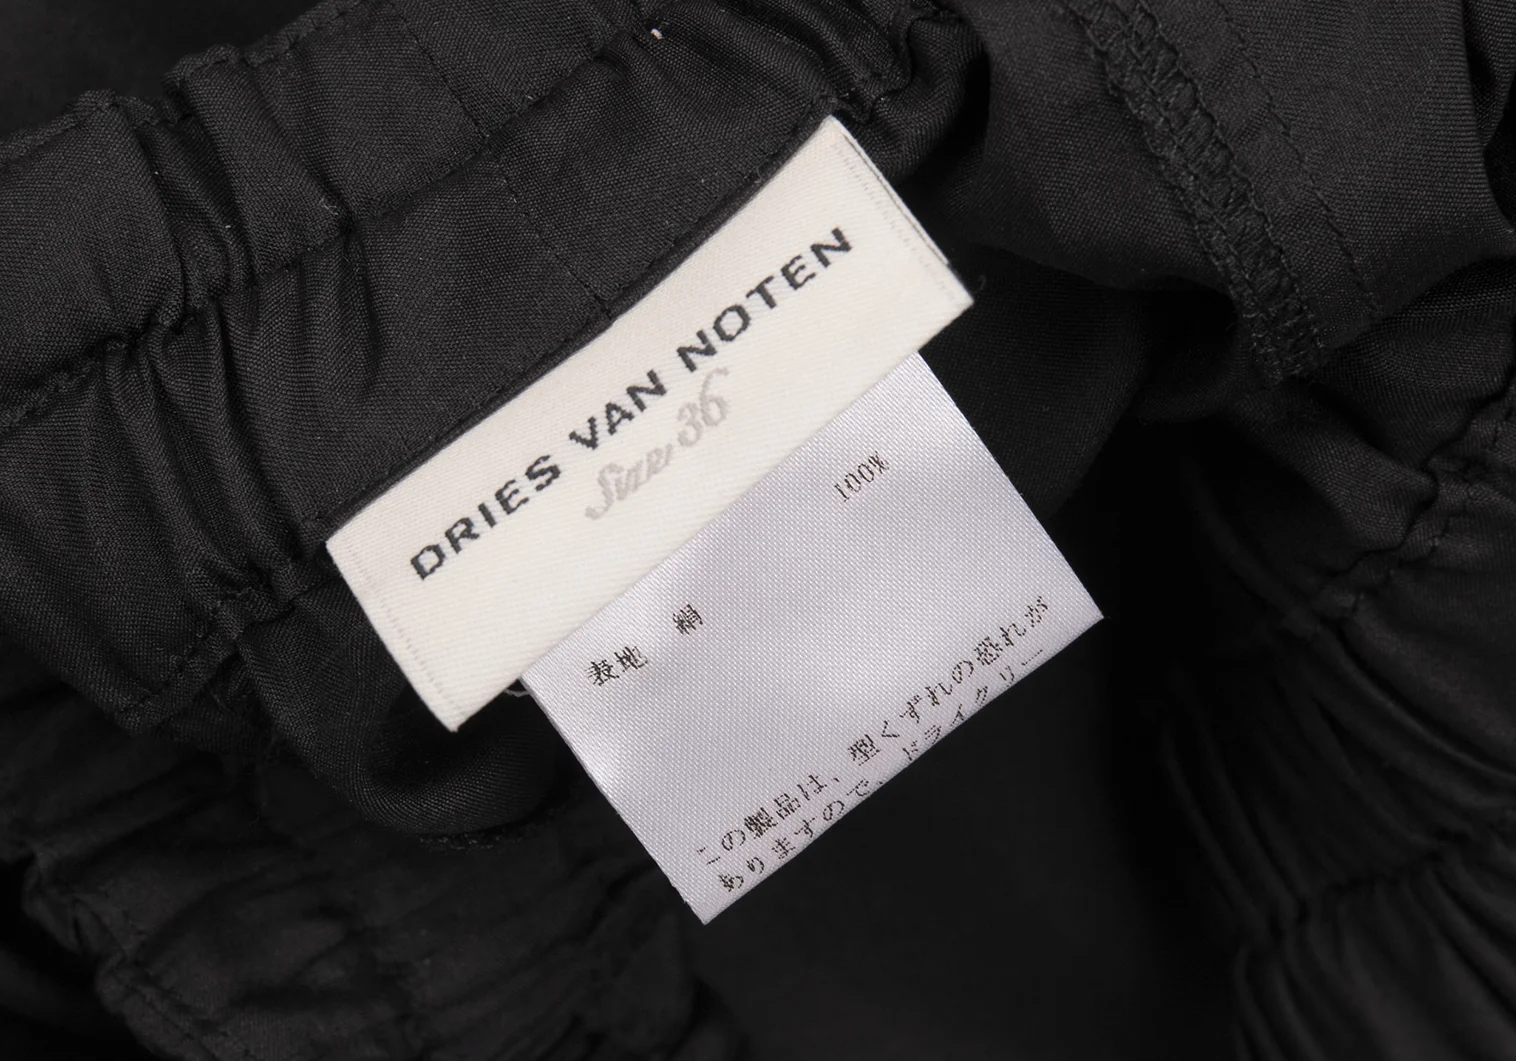 DRIES VAN NOTEN
Size 36
表地 絹 100%
この製品は、型くずれの恐れが
ありますので、ドライクリー